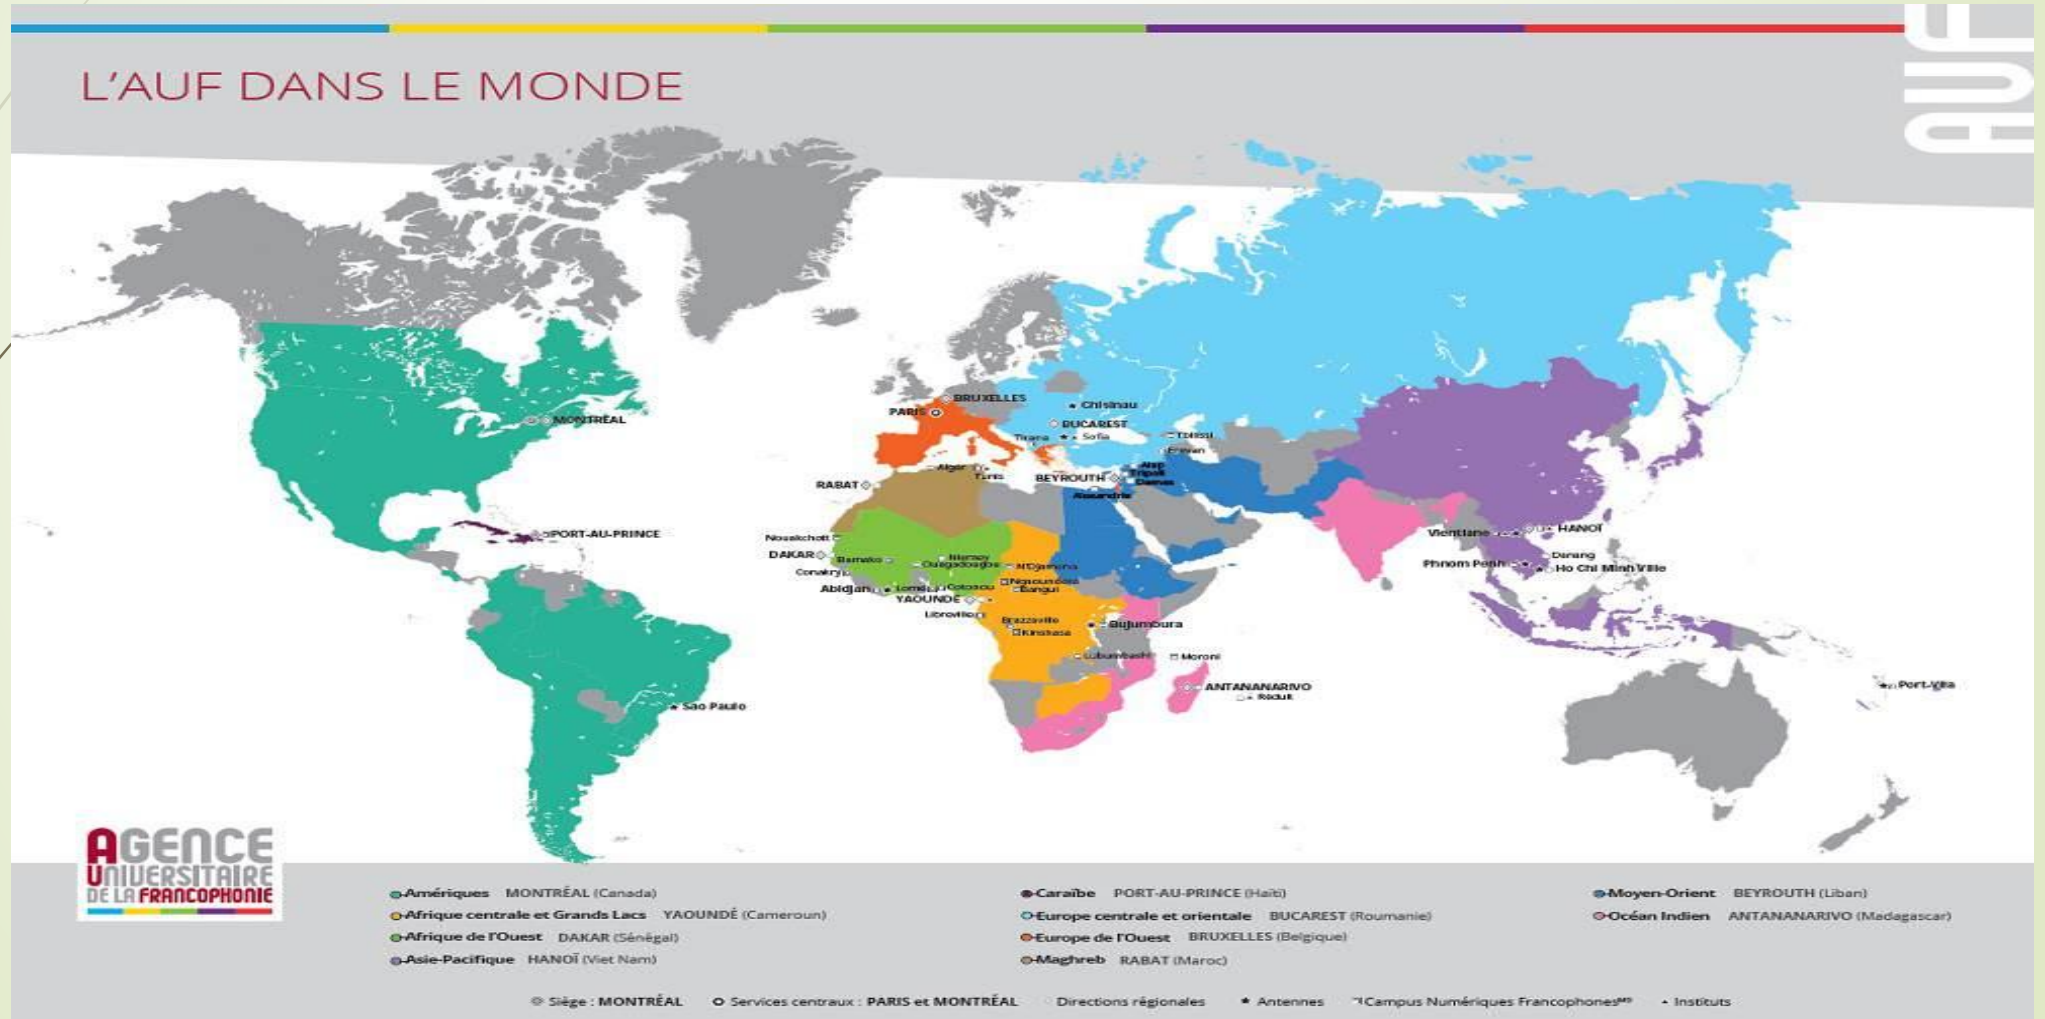 L'AUF DANS LE MONDE
AUF
MONTRÉAL
PORT-AU-PRINCE
Sao Paulo
BRUXELLES
PARIS
Chisinau
BUCAREST
Tirana
Sofia
Tbilissi
Erevan
Alger
Tunis
RABAT
BEYROUTH
Alep
Tripoli
Damas
Alexandrie
Nouakchott
DAKAR
Bamako
Niamey
Ouagadougou
N'Djamena
Conakry
Ngaoundéré
Abidjan
Lomé
Cotonou
Bangui
YAOUNDÉ
Libreville
Brazzaville
Kinshasa
Bujumbura
Lubumbashi
Moroni
ANTANANARIVO
Réduit
Vientiane
HANOÏ
Danang
Phnom Penh
Ho Chi Minh Ville
Port-Vila
AGENCE
UNIVERSITAIRE
DE LA FRANCOPHONIE
Amériques MONTRÉAL (Canada)
Afrique centrale et Grands Lacs YAOUNDÉ (Cameroun)
Afrique de l'Ouest DAKAR (Sénégal)
Asie-Pacifique HANOÏ (Viet Nam)
Caraïbe PORT-AU-PRINCE (Haïti)
Europe centrale et orientale BUCAREST (Roumanie)
Europe de l'Ouest BRUXELLES (Belgique)
Maghreb RABAT (Maroc)
Moyen-Orient BEYROUTH (Liban)
Océan Indien ANTANANARIVO (Madagascar)
Siège : MONTRÉAL Services centraux : PARIS et MONTRÉAL Directions régionales Antennes Campus Numériques Francophones Instituts